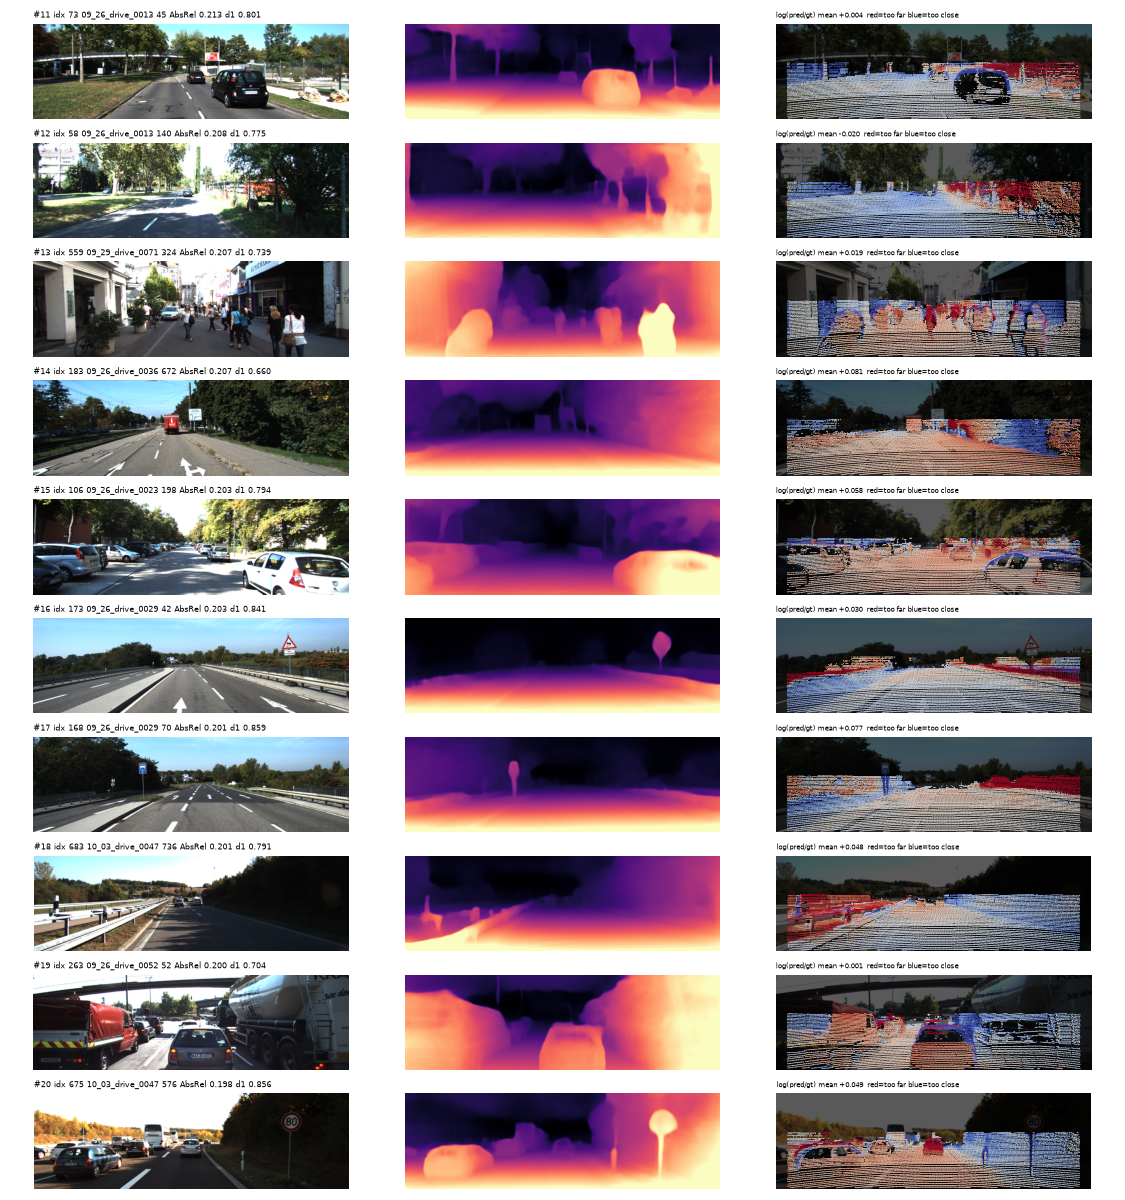 #11 idx 73 09_26_drive_0013 45 AbsRel 0.213 d1 0.801
log(pred/gt) mean +0.004 red=too far blue=too close
#12 idx 58 09_26_drive_0013 140 AbsRel 0.208 d1 0.775
log(pred/gt) mean -0.020 red=too far blue=too close
#13 idx 559 09_29_drive_0071 324 AbsRel 0.207 d1 0.739
log(pred/gt) mean +0.019 red=too far blue=too close
#14 idx 183 09_26_drive_0036 672 AbsRel 0.207 d1 0.660
log(pred/gt) mean +0.081 red=too far blue=too close
#15 idx 106 09_26_drive_0023 198 AbsRel 0.203 d1 0.794
log(pred/gt) mean +0.058 red=too far blue=too close
#16 idx 173 09_26_drive_0029 42 AbsRel 0.203 d1 0.841
log(pred/gt) mean +0.030 red=too far blue=too close
#17 idx 168 09_26_drive_0029 70 AbsRel 0.201 d1 0.859
log(pred/gt) mean +0.077 red=too far blue=too close
#18 idx 683 10_03_drive_0047 736 AbsRel 0.201 d1 0.791
log(pred/gt) mean +0.048 red=too far blue=too close
#19 idx 263 09_26_drive_0052 52 AbsRel 0.200 d1 0.704
log(pred/gt) mean +0.001 red=too far blue=too close
#20 idx 675 10_03_drive_0047 576 AbsRel 0.198 d1 0.856
log(pred/gt) mean +0.049 red=too far blue=too close
80